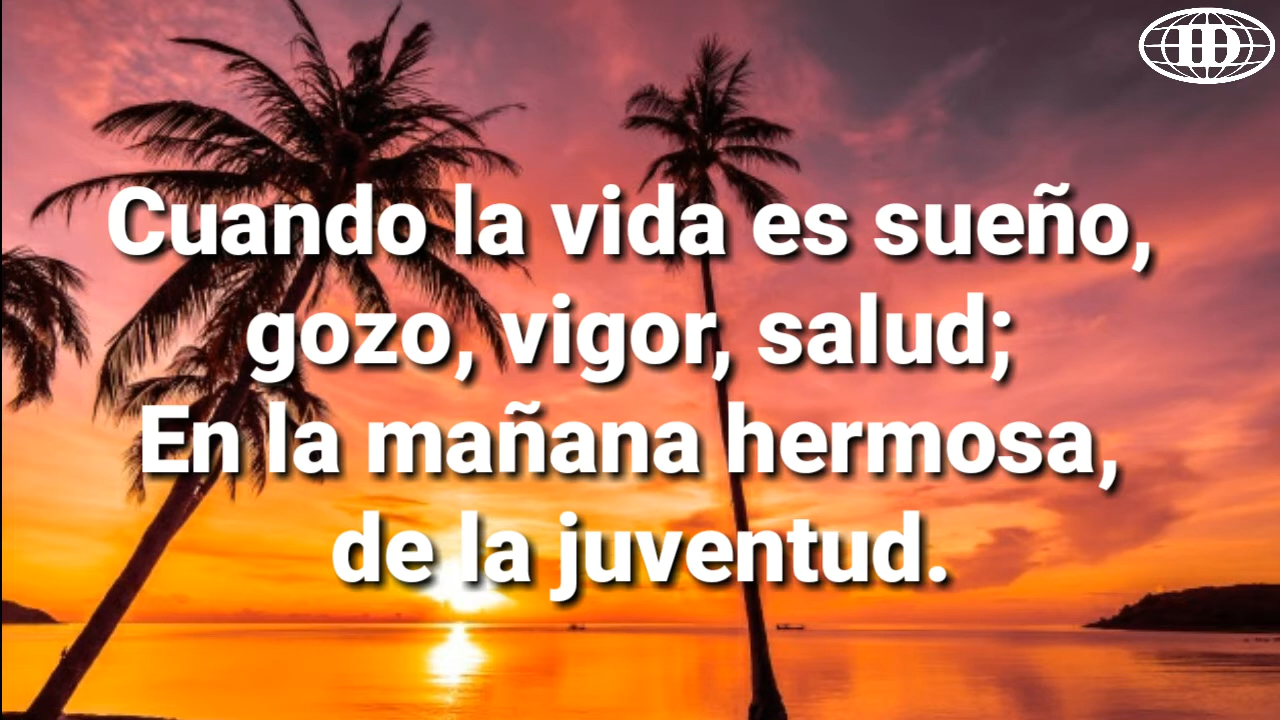 Cuando la vida es sueño,
gozo, vigor, salud;
En la mañana hermosa,
de la juventud.